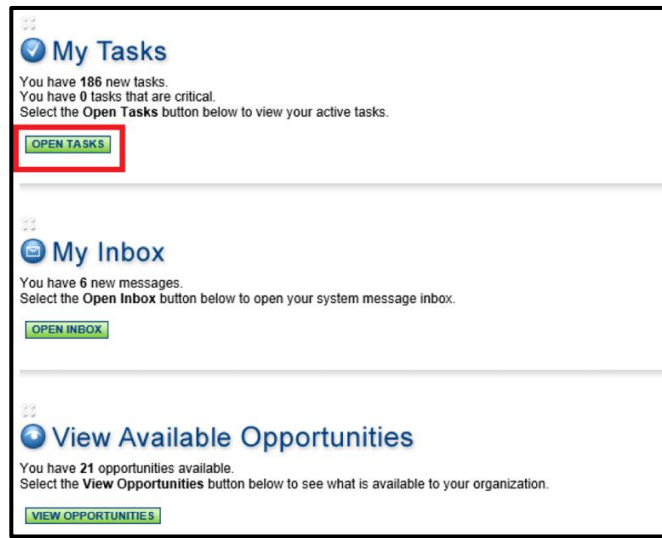 My Tasks
You have 186 new tasks.
You have 0 tasks that are critical.
Select the Open Tasks button below to view your active tasks.
OPEN TASKS
My Inbox
You have 6 new messages.
Select the Open Inbox button below to open your system message inbox.
OPEN INBOX
View Available Opportunities
You have 21 opportunities available.
Select the View Opportunities button below to see what is available to your organization.
VIEW OPPORTUNITIES